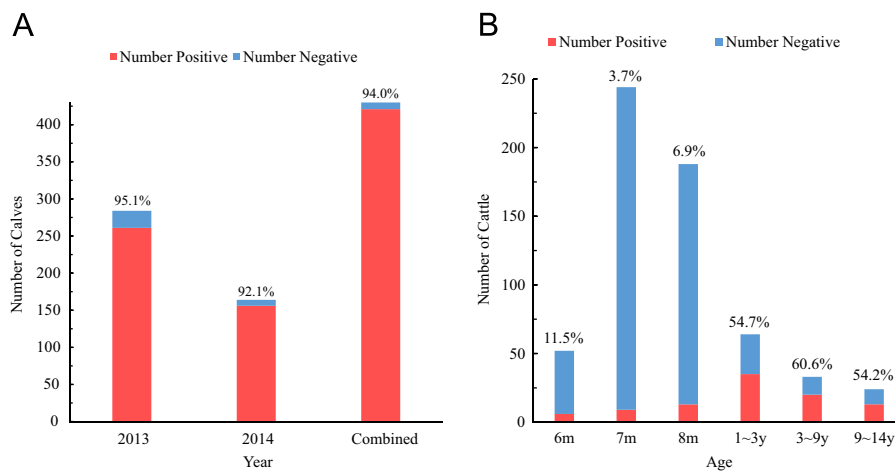 A
Number Positive Number Negative
Number of Calves
400
350
300
250
200
150
100
50
0
95.1%
92.1%
94.0%
2013 2014 Combined
Year
B
Number Positive Number Negative
Number of Cattle
250
200
150
100
50
0
11.5%
3.7%
6.9%
54.7%
60.6%
54.2%
6m 7m 8m 1~3y 3~9y 9~14y
Age